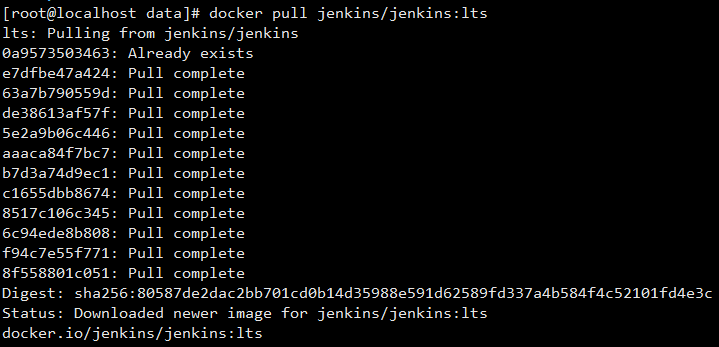 [root@localhost data]# docker pull jenkins/jenkins:lts
lts: Pulling from jenkins/jenkins
0a9573503463: Already exists
e7dfbe47a424: Pull complete
63a7b790559d: Pull complete
de38613af57f: Pull complete
5e2a9b06c446: Pull complete
aaaca84f7bc7: Pull complete
b7d3a74d9ec1: Pull complete
c1655dbb8674: Pull complete
8517c106c345: Pull complete
6c94ede8b808: Pull complete
f94c7e55f771: Pull complete
8f558801c051: Pull complete
Digest: sha256:80587de2dac2bb701cd0b14d35988e591d62589fd337a4b584f4c52101fd4e3c
Status: Downloaded newer image for jenkins/jenkins:lts
docker.io/jenkins/jenkins:lts